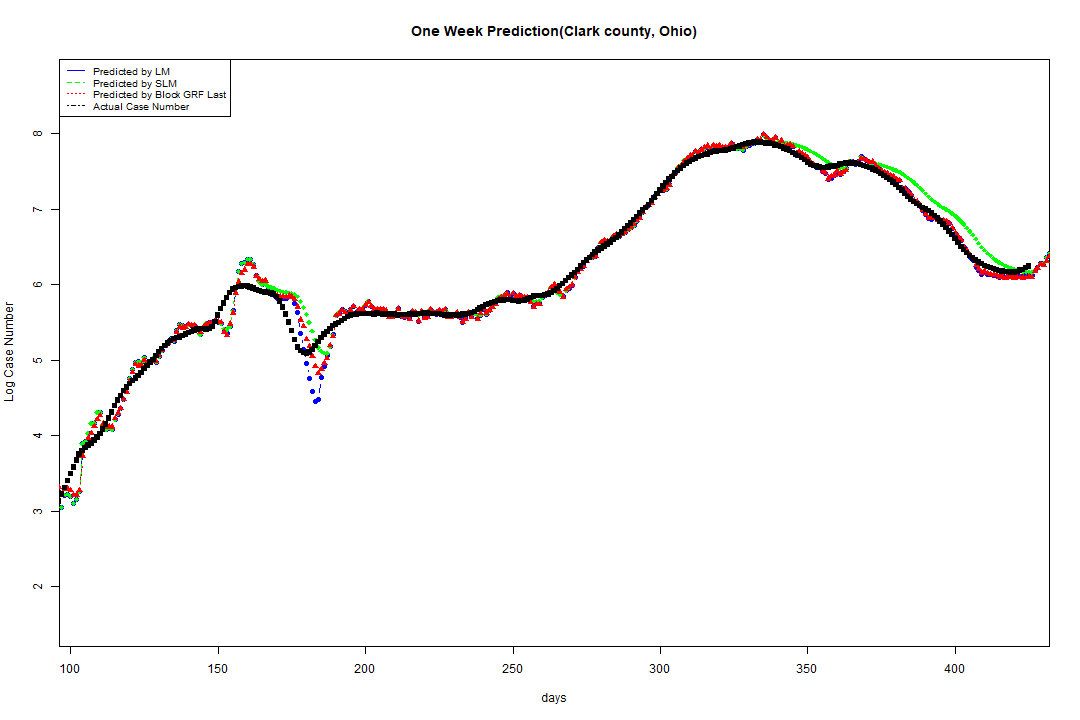 One Week Prediction(Clark county, Ohio)
Predicted by LM
Predicted by SLM
Predicted by Block GRF Last
Actual Case Number
8
7
6
5
4
3
2
Log Case Number
100 150 200 250 300 350 400
days